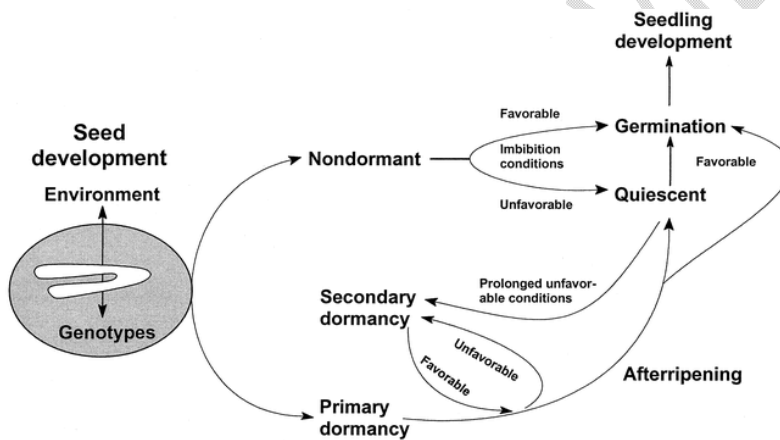 Seedling
development
Seed
development
Environment
Genotypes
Nondormant
Favorable
Imbibition
conditions
Unfavorable
Germination
Favorable
Quiescent
Prolonged unfavor-
able conditions
Secondary
dormancy
Unfavorable
Favorable
Afterripening
Primary
dormancy